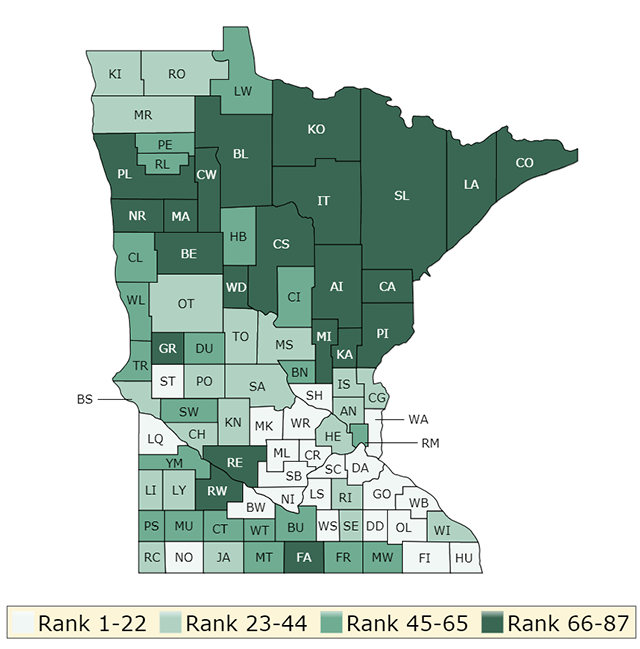 KI
RO
LW
MR
KO
PE
BL
CO
RL
CW
PL
LA
SL
IT
NR
MA
HB
CS
BE
CL
WD
AI
CA
WL
CI
OT
TO
MI
PI
MS
GR
DU
KA
TR
BN
ST
PO
SA
IS
SH
CG
BS
SW
AN
KN
WA
MK
WR
CH
HE
LQ
RM
ML
CR
YM
RE
SC
DA
SB
LI
LY
RW
NI
LS
RI
GO
BW
WB
PS
MU
CT
WT
BU
WS
SE
DD
OL
WI
RC
NO
JA
MT
FA
FR
MW
FI
HU
Rank 1-22 Rank 23-44 Rank 45-65 Rank 66-87